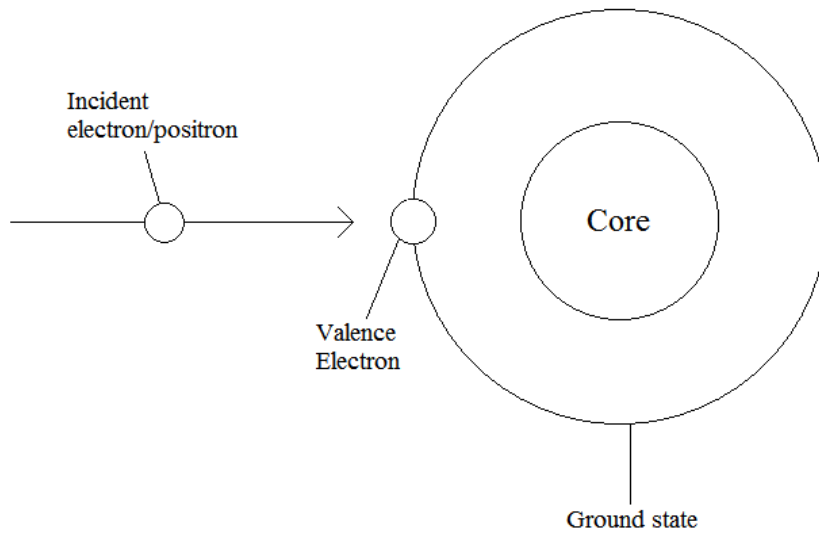 Incident
electron/positron
Core
Valence
Electron
Ground state